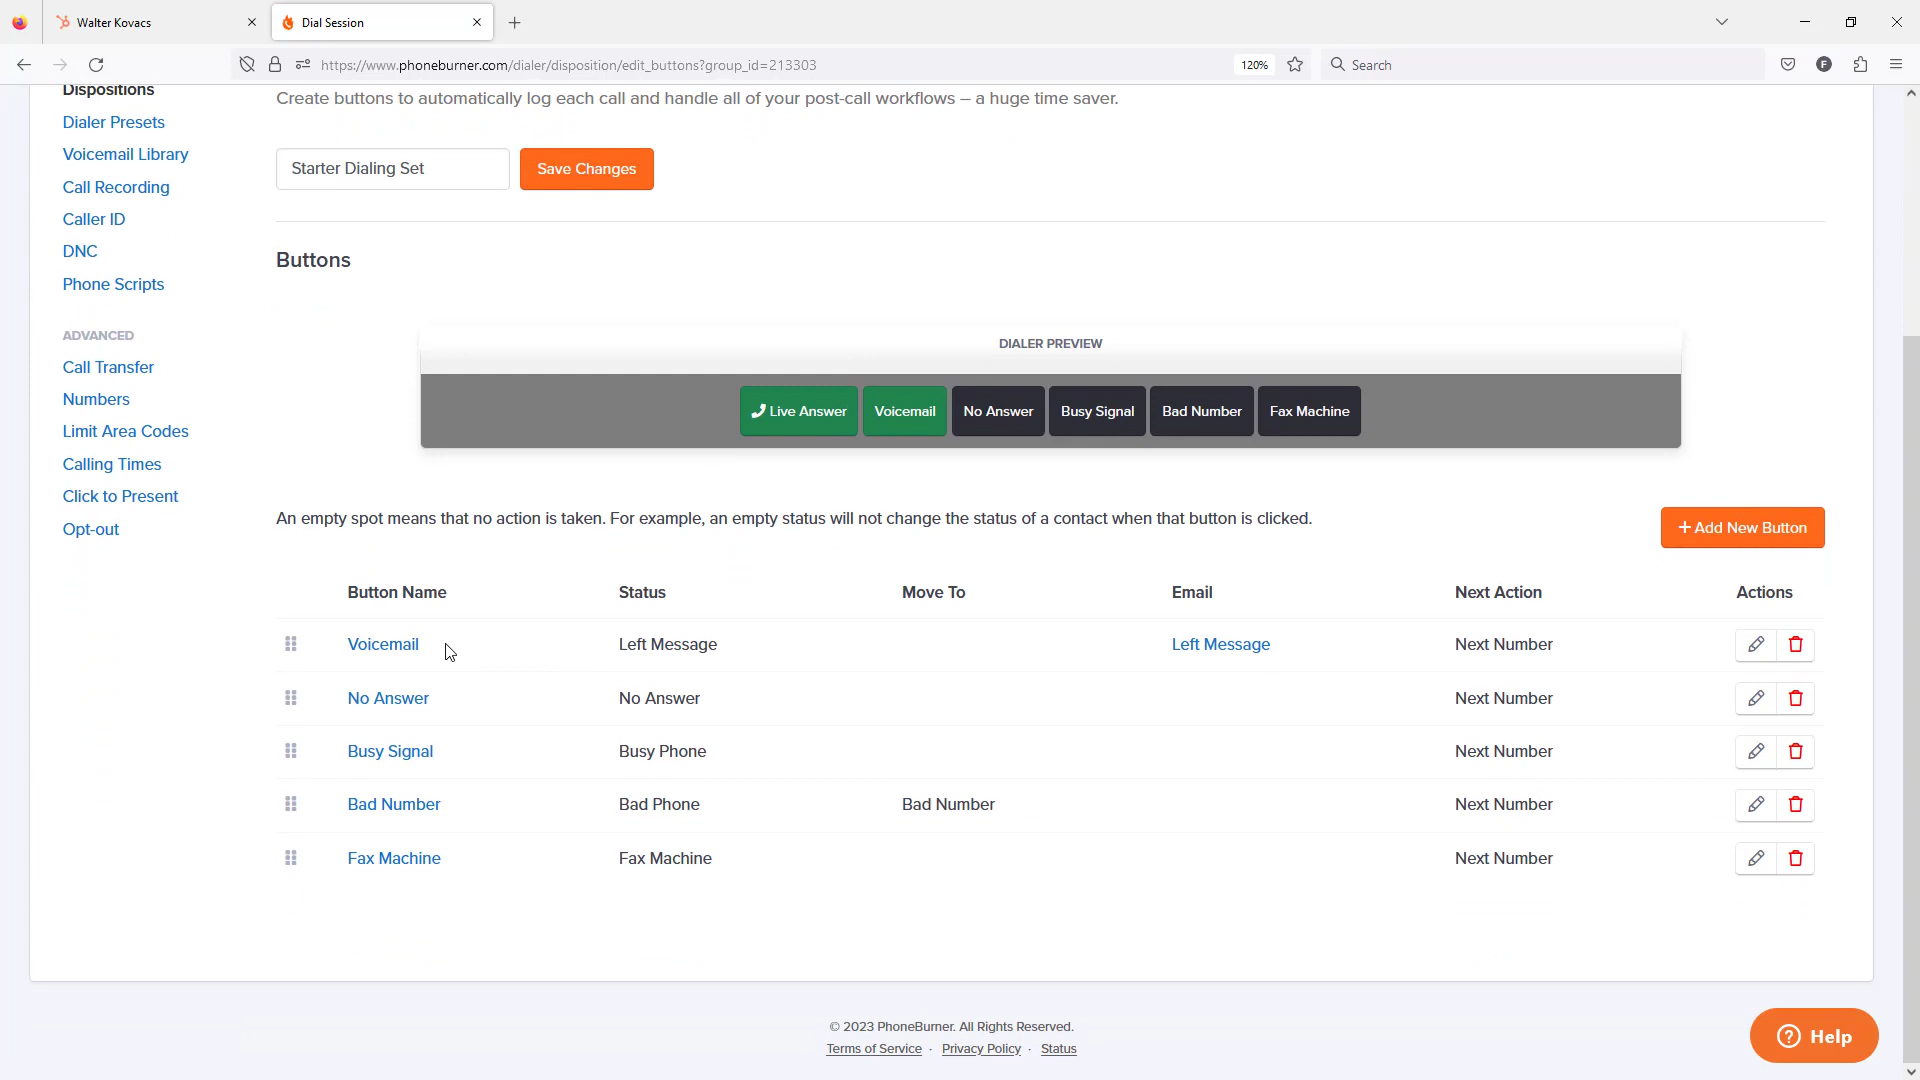 Walter Kovacs
Dial Session
https://www.phoneburner.com/dialer/disposition/edit_buttons?group_id=213303
120%
Search
F
Dispositions
Dialer Presets
Voicemail Library
Call Recording
Caller ID
DNC
Phone Scripts
ADVANCED
Call Transfer
Numbers
Limit Area Codes
Calling Times
Click to Present
Opt-out
Create buttons to automatically log each call and handle all of your post-call workflows – a huge time saver.
Starter Dialing Set
Save Changes
Buttons
DIALER PREVIEW
Live Answer Voicemail No Answer Busy Signal Bad Number Fax Machine
An empty spot means that no action is taken. For example, an empty status will not change the status of a contact when that button is clicked.
+ Add New Button
Button Name Status Move To Email Next Action Actions
Voicemail Left Message Left Message Next Number
No Answer No Answer Next Number
Busy Signal Busy Phone Next Number
Bad Number Bad Phone Bad Number Next Number
Fax Machine Fax Machine Next Number
© 2023 PhoneBurner. All Rights Reserved.
Terms of Service · Privacy Policy · Status
? Help